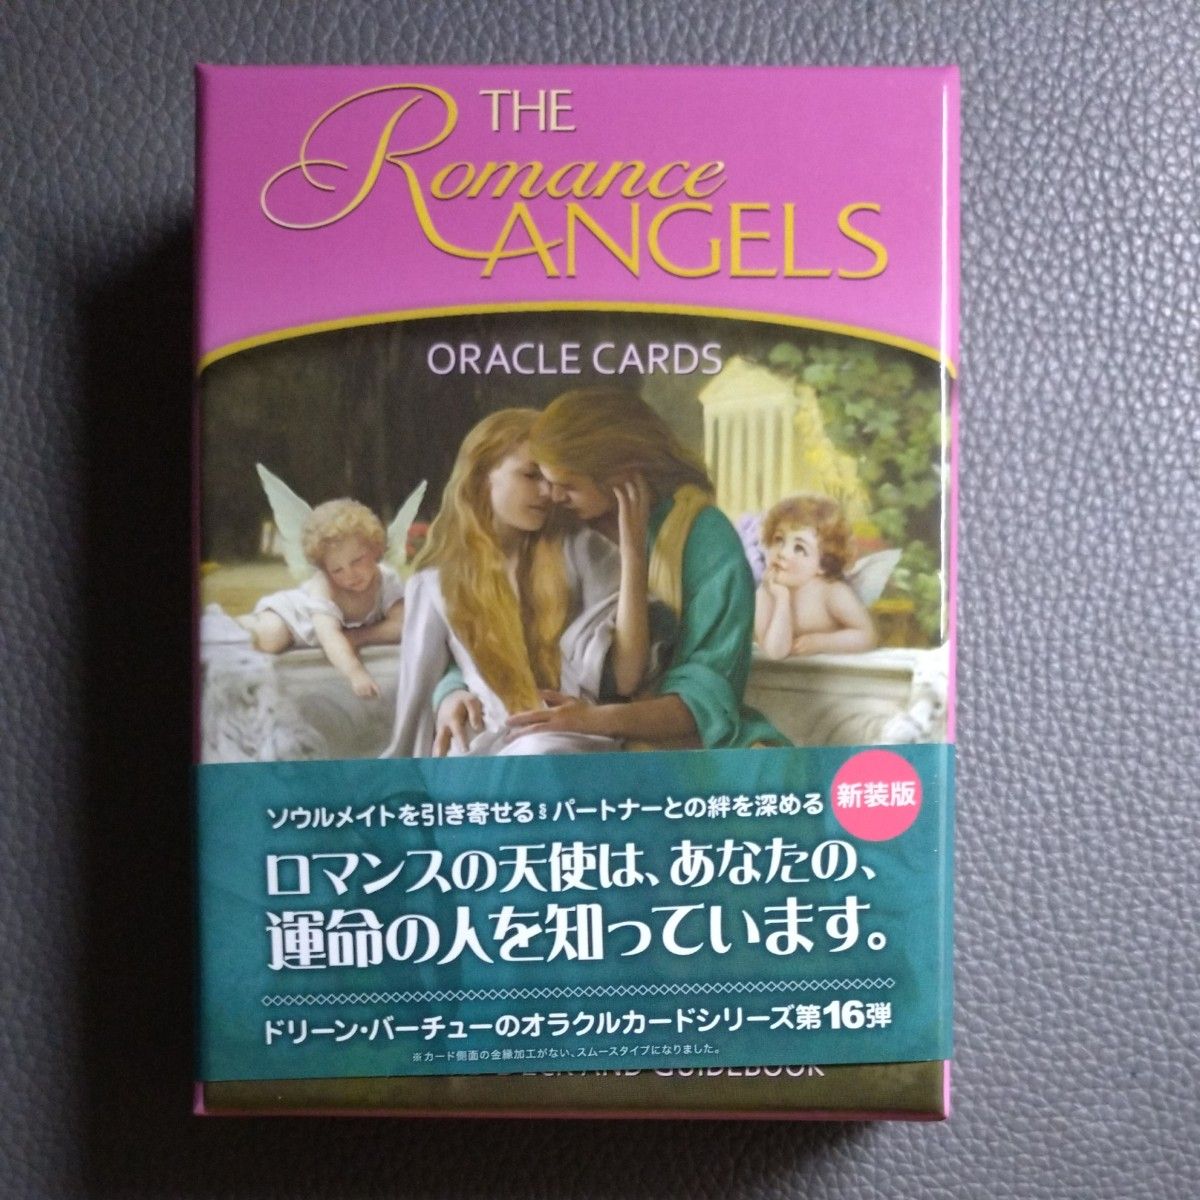 THE
Romance
ANGELS
ORACLE CARDS
新装版
ソウルメイトを引き寄せる パートナーとの絆を深める
ロマンスの天使は、あなたの、
運命の人を知っています。
ドリーン・バーチューのオラクルカードシリーズ第16弾
※カード側面の金縁加工がない、スムースタイプになりました。
AND GUIDEBOOK